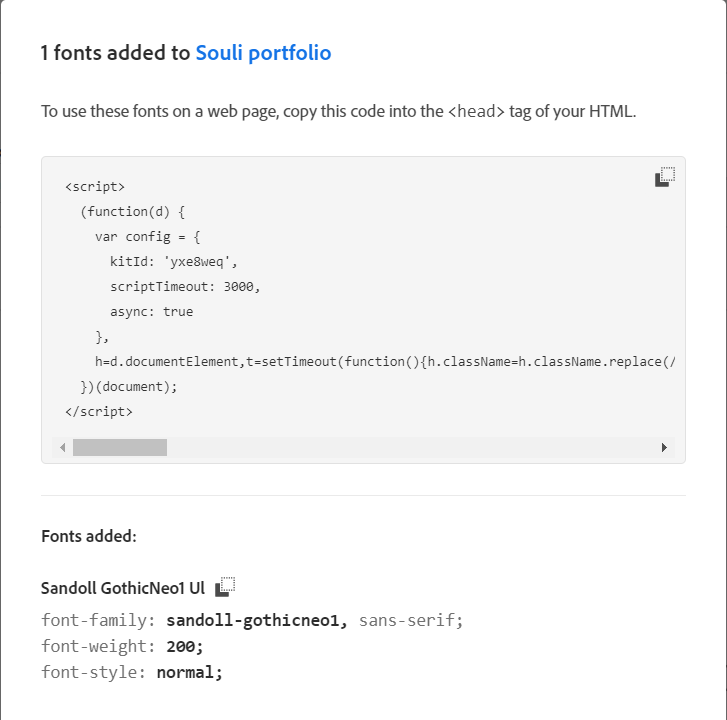 1 fonts added to Souli portfolio
To use these fonts on a web page, copy this code into the <head> tag of your HTML.
<script>
(function(d) {
var config = {
kitId: 'yxe8weq',
scriptTimeout: 3000,
async: true
},
h=d.documentElement,t=setTimeout(function(){h.className=h.className.replace(/
})(document);
</script>
Fonts added:
Sandoll GothicNeo1 Ul
font-family: sandoll-gothicneo1, sans-serif;
font-weight: 200;
font-style: normal;